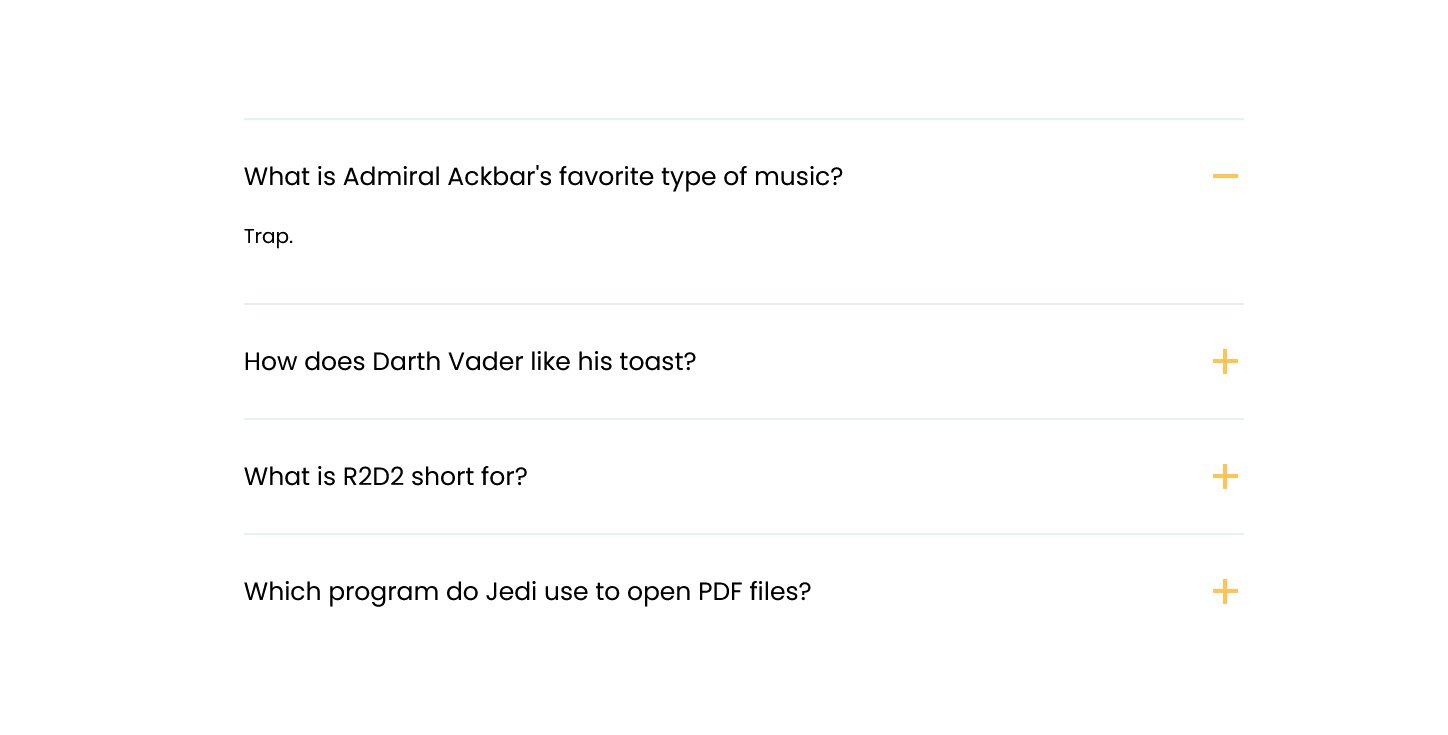 What is Admiral Ackbar's favorite type of music?
Trap.
How does Darth Vader like his toast?
What is R2D2 short for?
Which program do Jedi use to open PDF files?